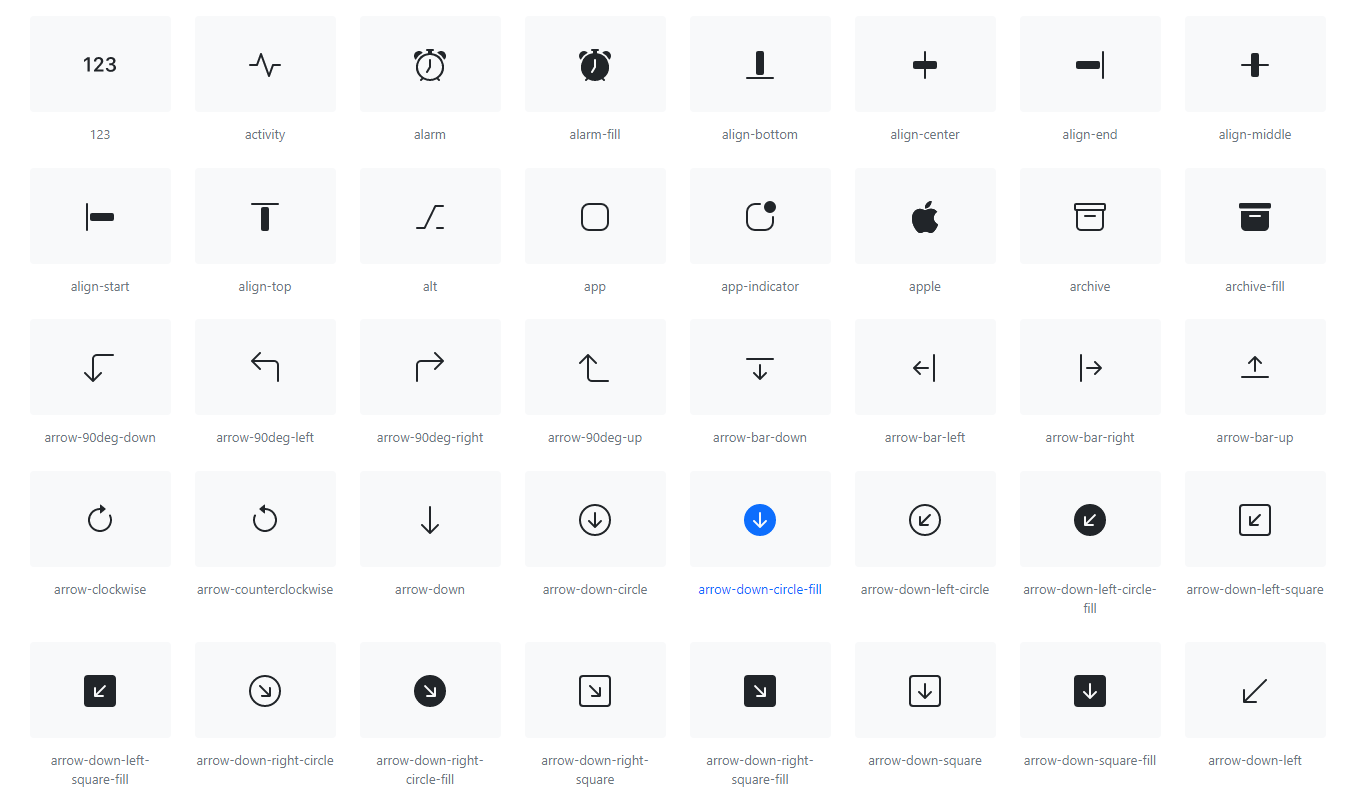 123
123
activity
alarm
alarm-fill
align-bottom
align-center
align-end
align-middle
align-start
align-top
alt
app
app-indicator
apple
archive
archive-fill
arrow-90deg-down
arrow-90deg-left
arrow-90deg-right
arrow-90deg-up
arrow-bar-down
arrow-bar-left
arrow-bar-right
arrow-bar-up
arrow-clockwise
arrow-counterclockwise
arrow-down
arrow-down-circle
arrow-down-circle-fill
arrow-down-left-circle
arrow-down-left-circle-
fill
arrow-down-left-square
arrow-down-left-
square-fill
arrow-down-right-circle
arrow-down-right-
circle-fill
arrow-down-right-
square
arrow-down-right-
square-fill
arrow-down-square
arrow-down-square-fill
arrow-down-left